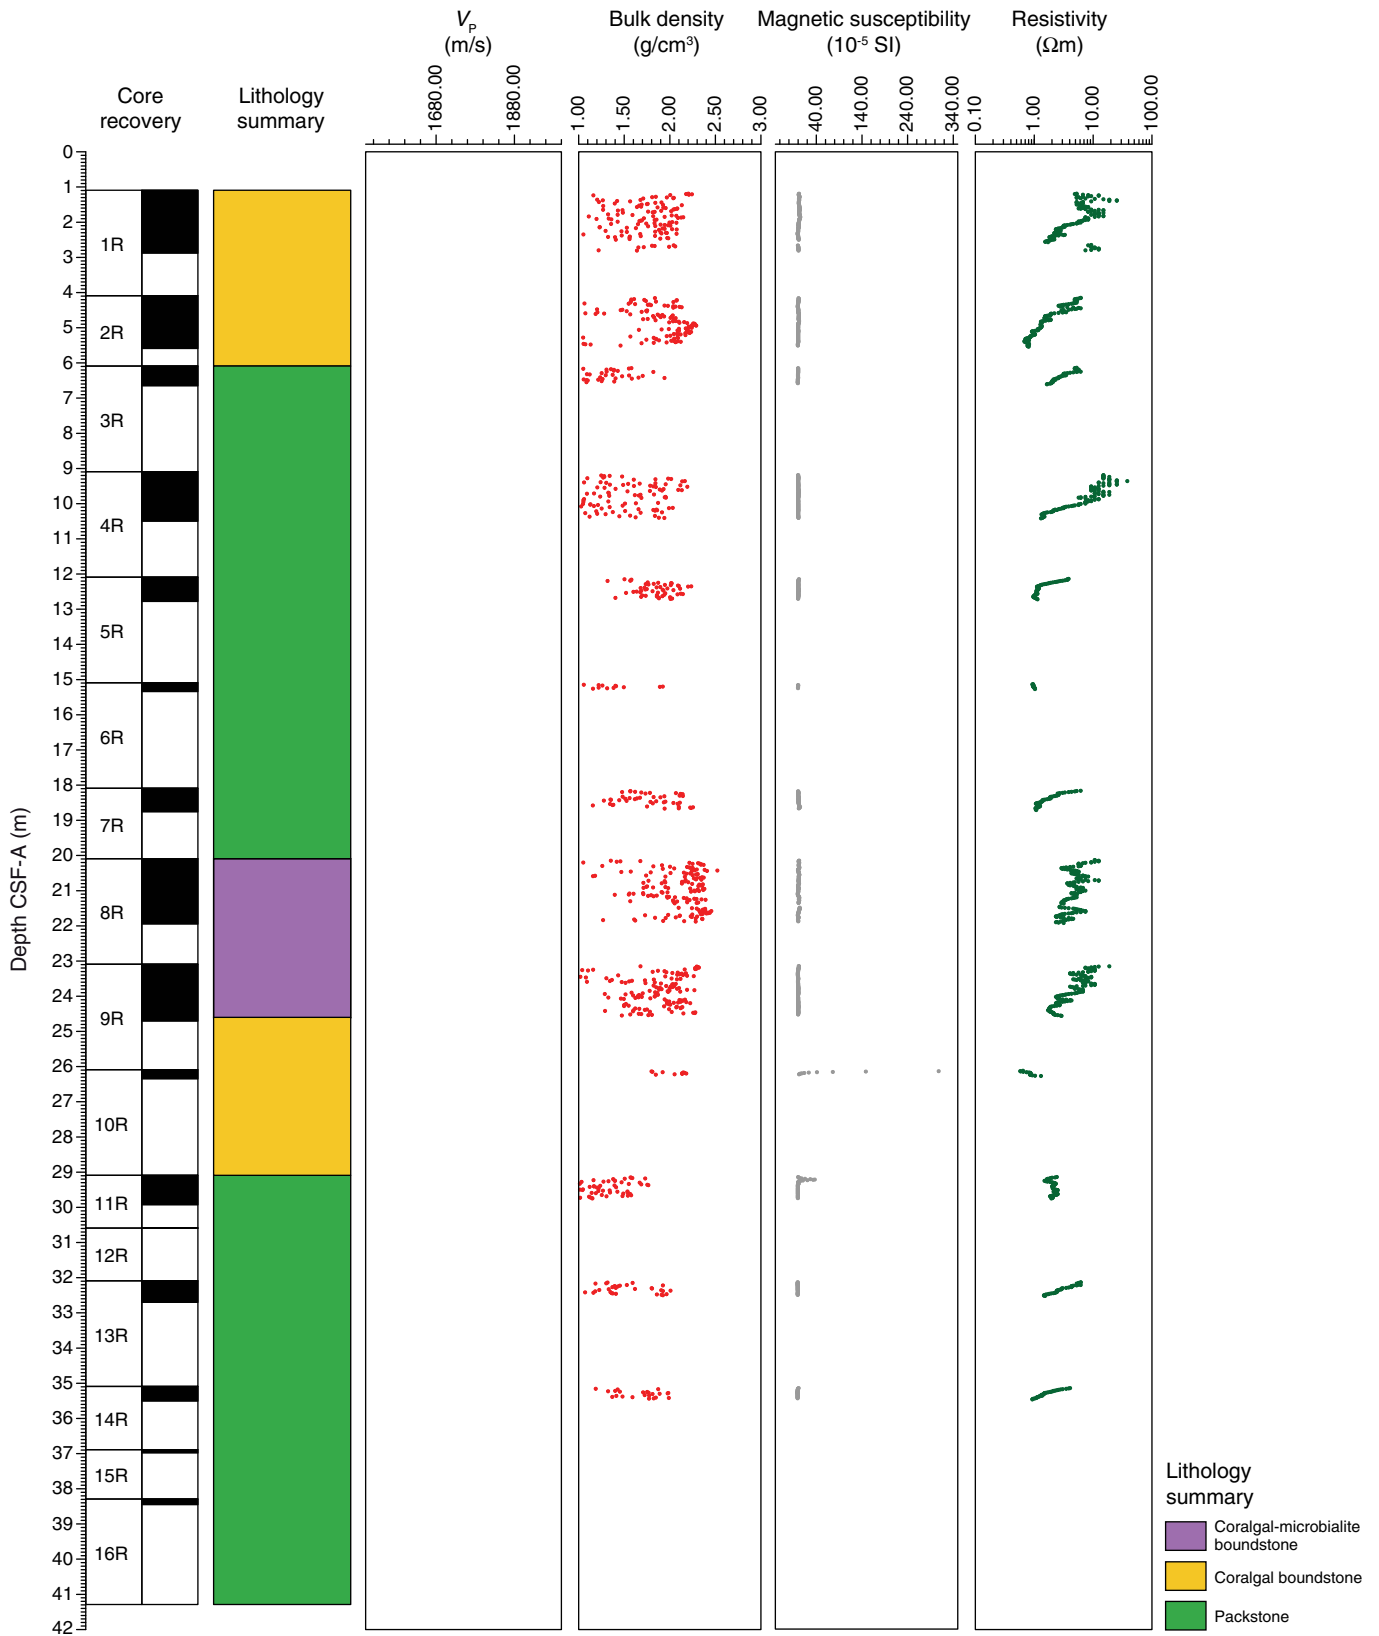 V_P
(m/s)
Bulk density
(g/cm³)
Magnetic susceptibility
(10⁻⁵ SI)
Resistivity
(Ωm)
Core
recovery
Lithology
summary
1680.00 1880.00
1.00 1.50 2.00 2.50 3.00
40.00 140.00 240.00 340.00
0.10 1.00 10.00 100.00
Depth CSF-A (m)
0
1
2
3
4
5
6
7
8
9
10
11
12
13
14
15
16
17
18
19
20
21
22
23
24
25
26
27
28
29
30
31
32
33
34
35
36
37
38
39
40
41
42
1R
2R
3R
4R
5R
6R
7R
8R
9R
10R
11R
12R
13R
14R
15R
16R
Lithology
summary
Coralgal-microbialite
boundstone
Coralgal boundstone
Packstone